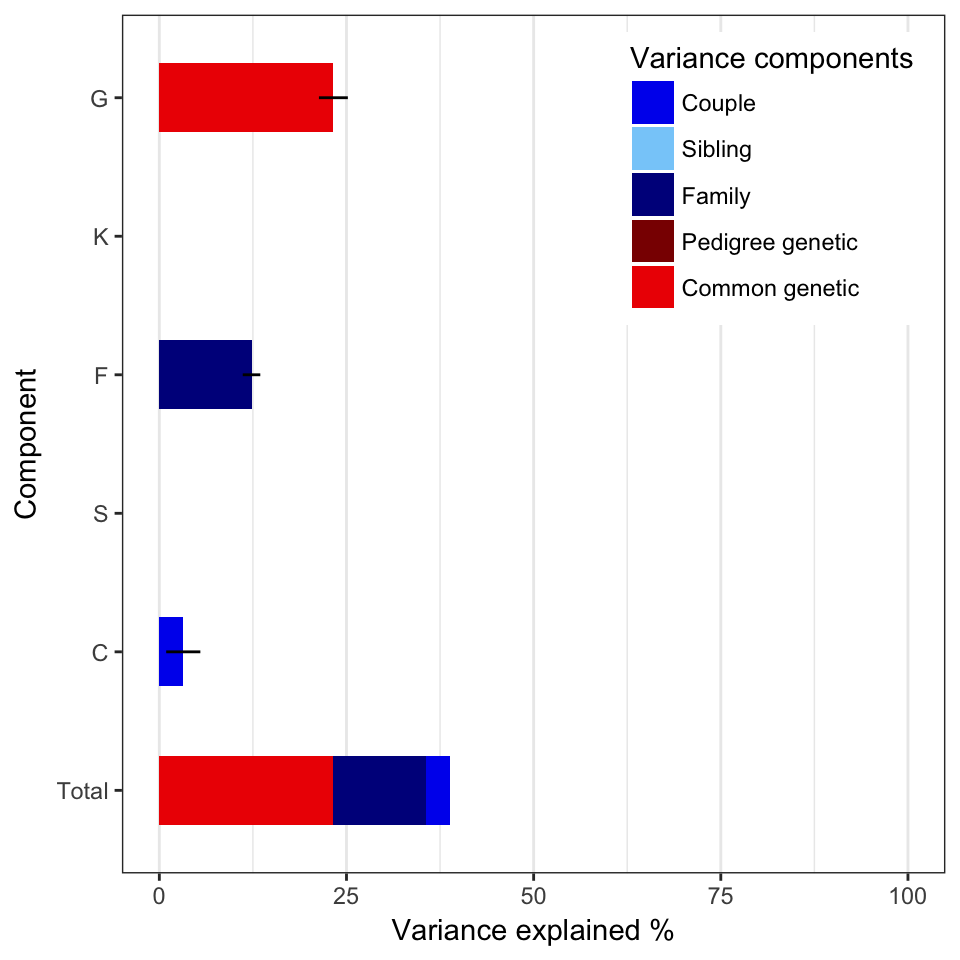 Variance components
Couple
Sibling
Family
Pedigree genetic
Common genetic
G
K
F
S
C
Total
Component
0 25 50 75 100
Variance explained %